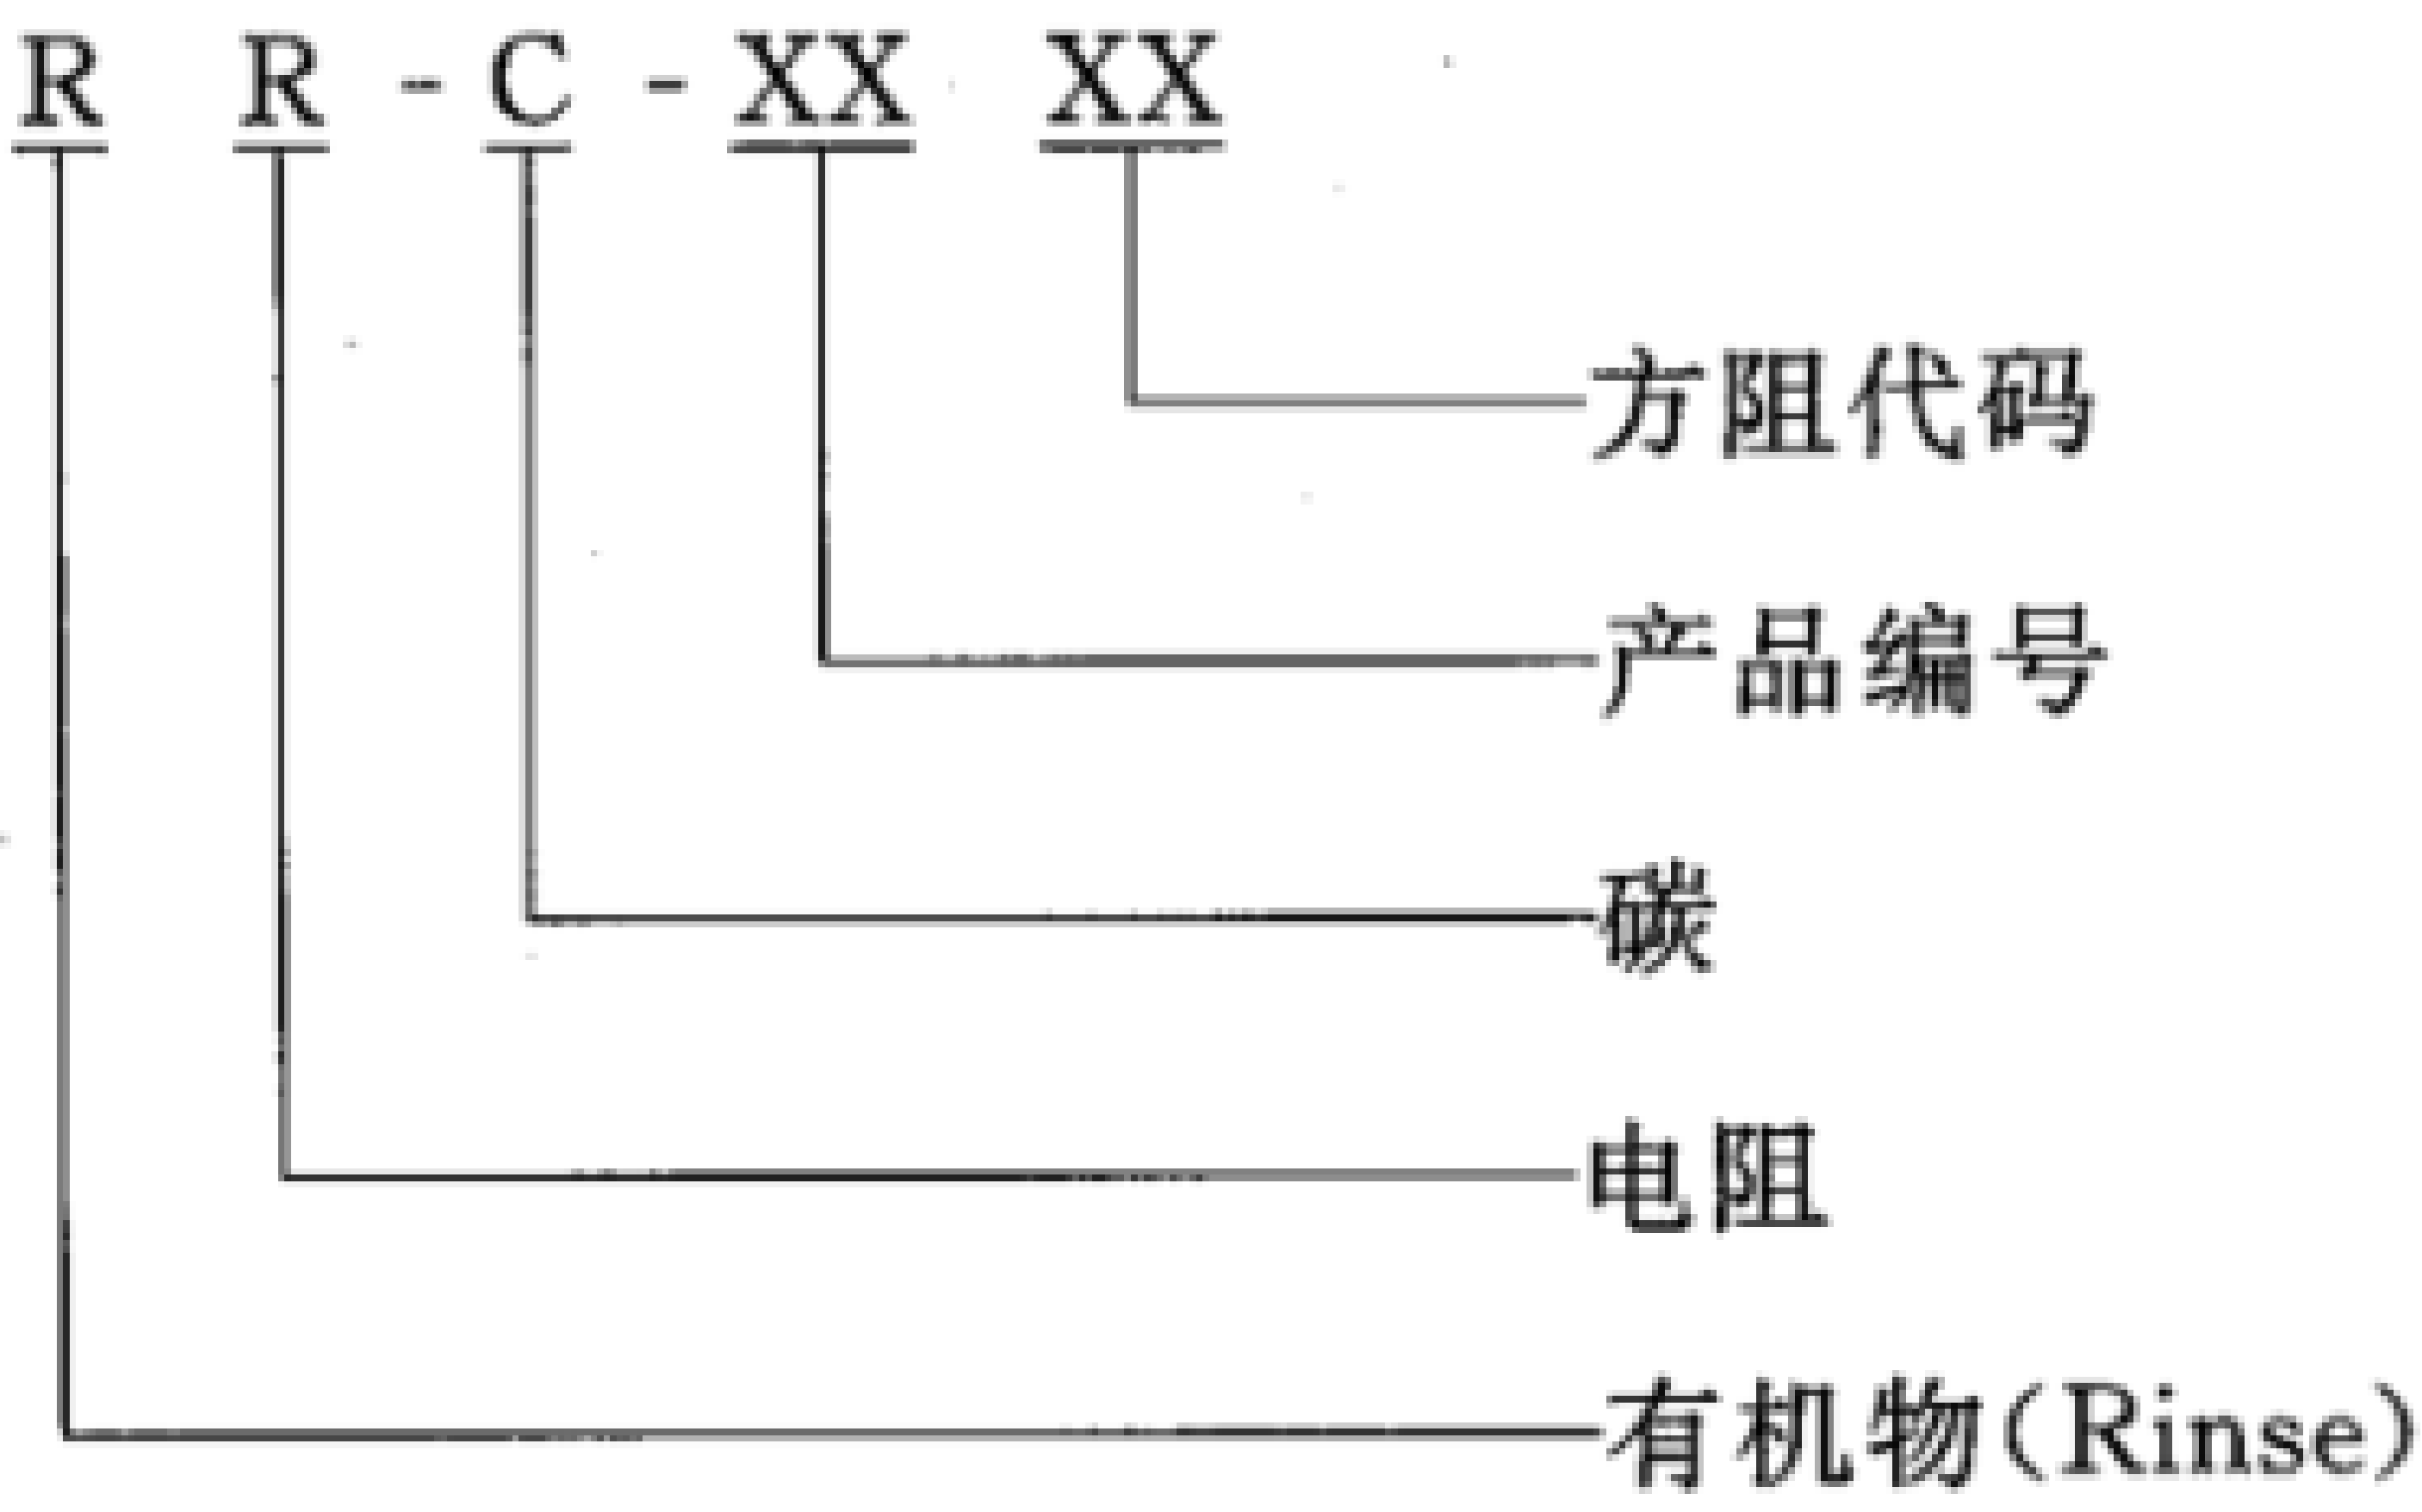 R R-C-XX XX
方阻代码
产品编号
碳
电阻
有机物(Rinse)